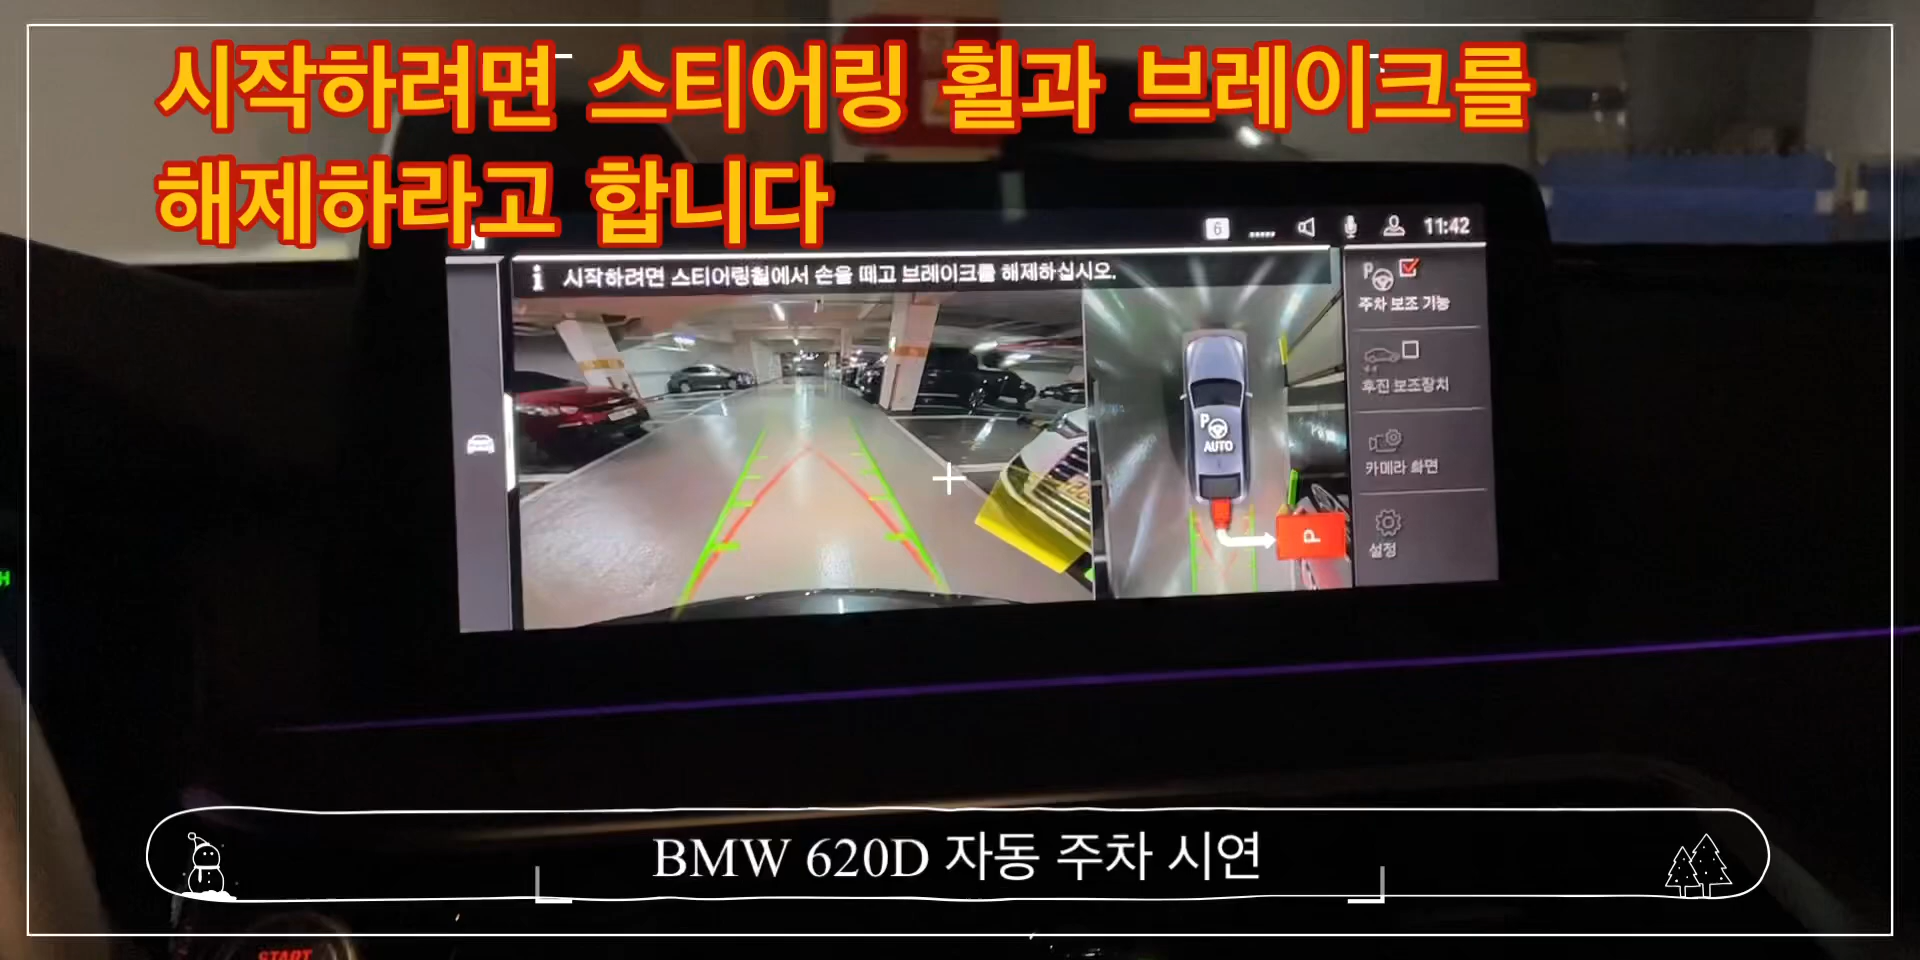 시작하려면 스티어링 휠과 브레이크를
해제하라고 합니다
6
11:42
시작하려면 스티어링휠에서 손을 떼고 브레이크를 해제하십시오.
P
주차 보조 기능
후진 보조장치
카메라 화면
설정
P
AUTO
P
BMW 620D 자동 주차 시연
START